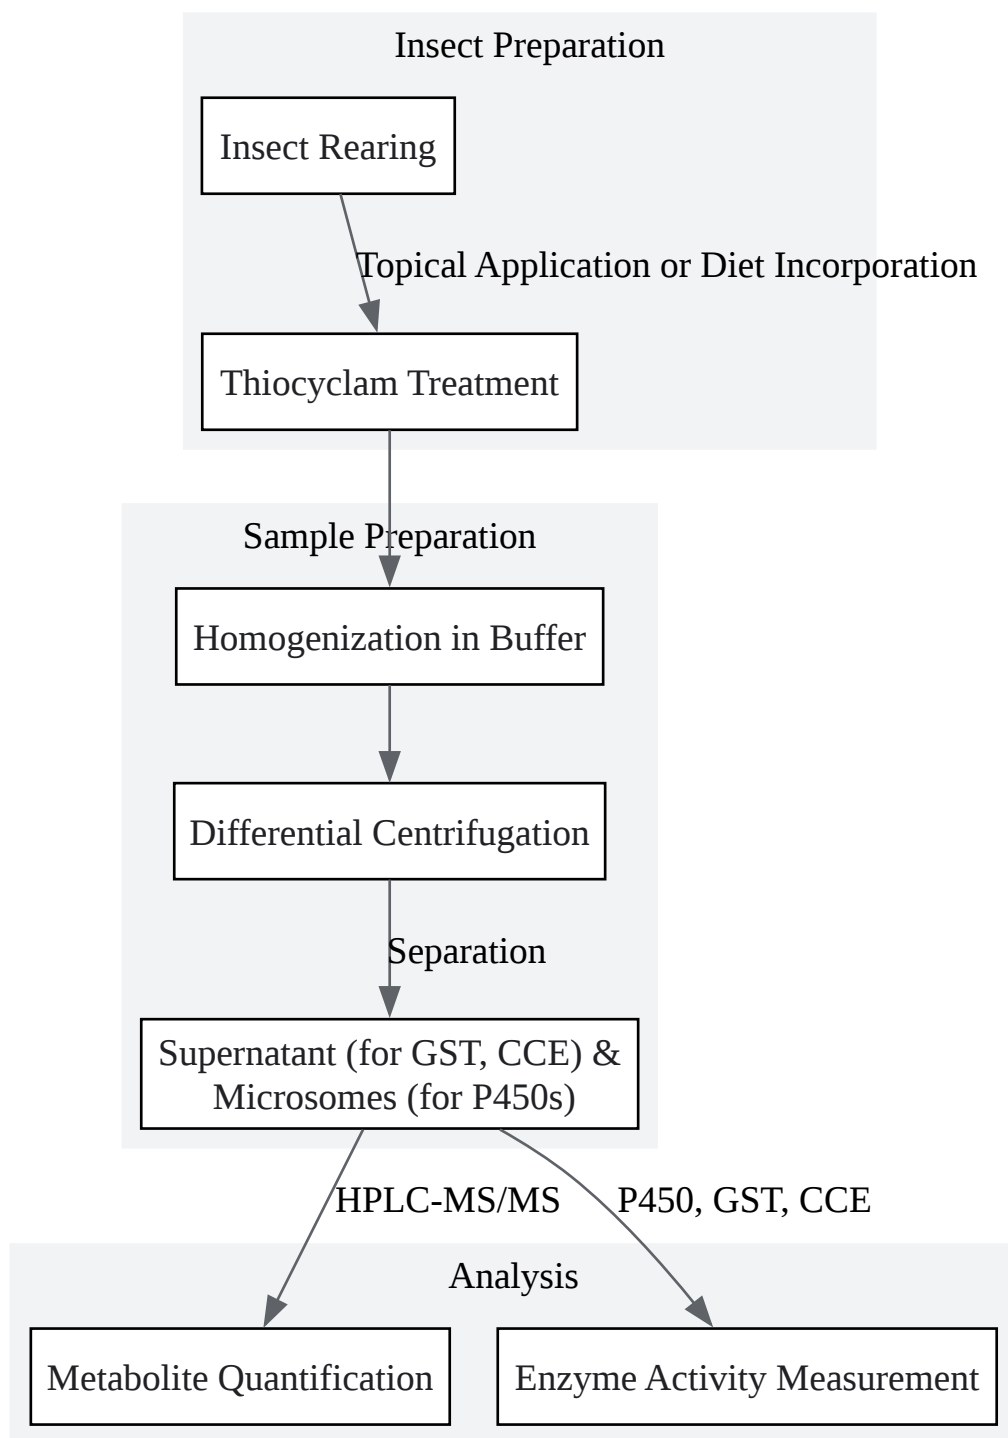 Insect Preparation
Insect Rearing
Topical Application or Diet Incorporation
Thiocyclam Treatment
Sample Preparation
Homogenization in Buffer
Differential Centrifugation
Separation
Supernatant (for GST, CCE) &
Microsomes (for P450s)
HPLC-MS/MS
P450, GST, CCE
Analysis
Metabolite Quantification
Enzyme Activity Measurement